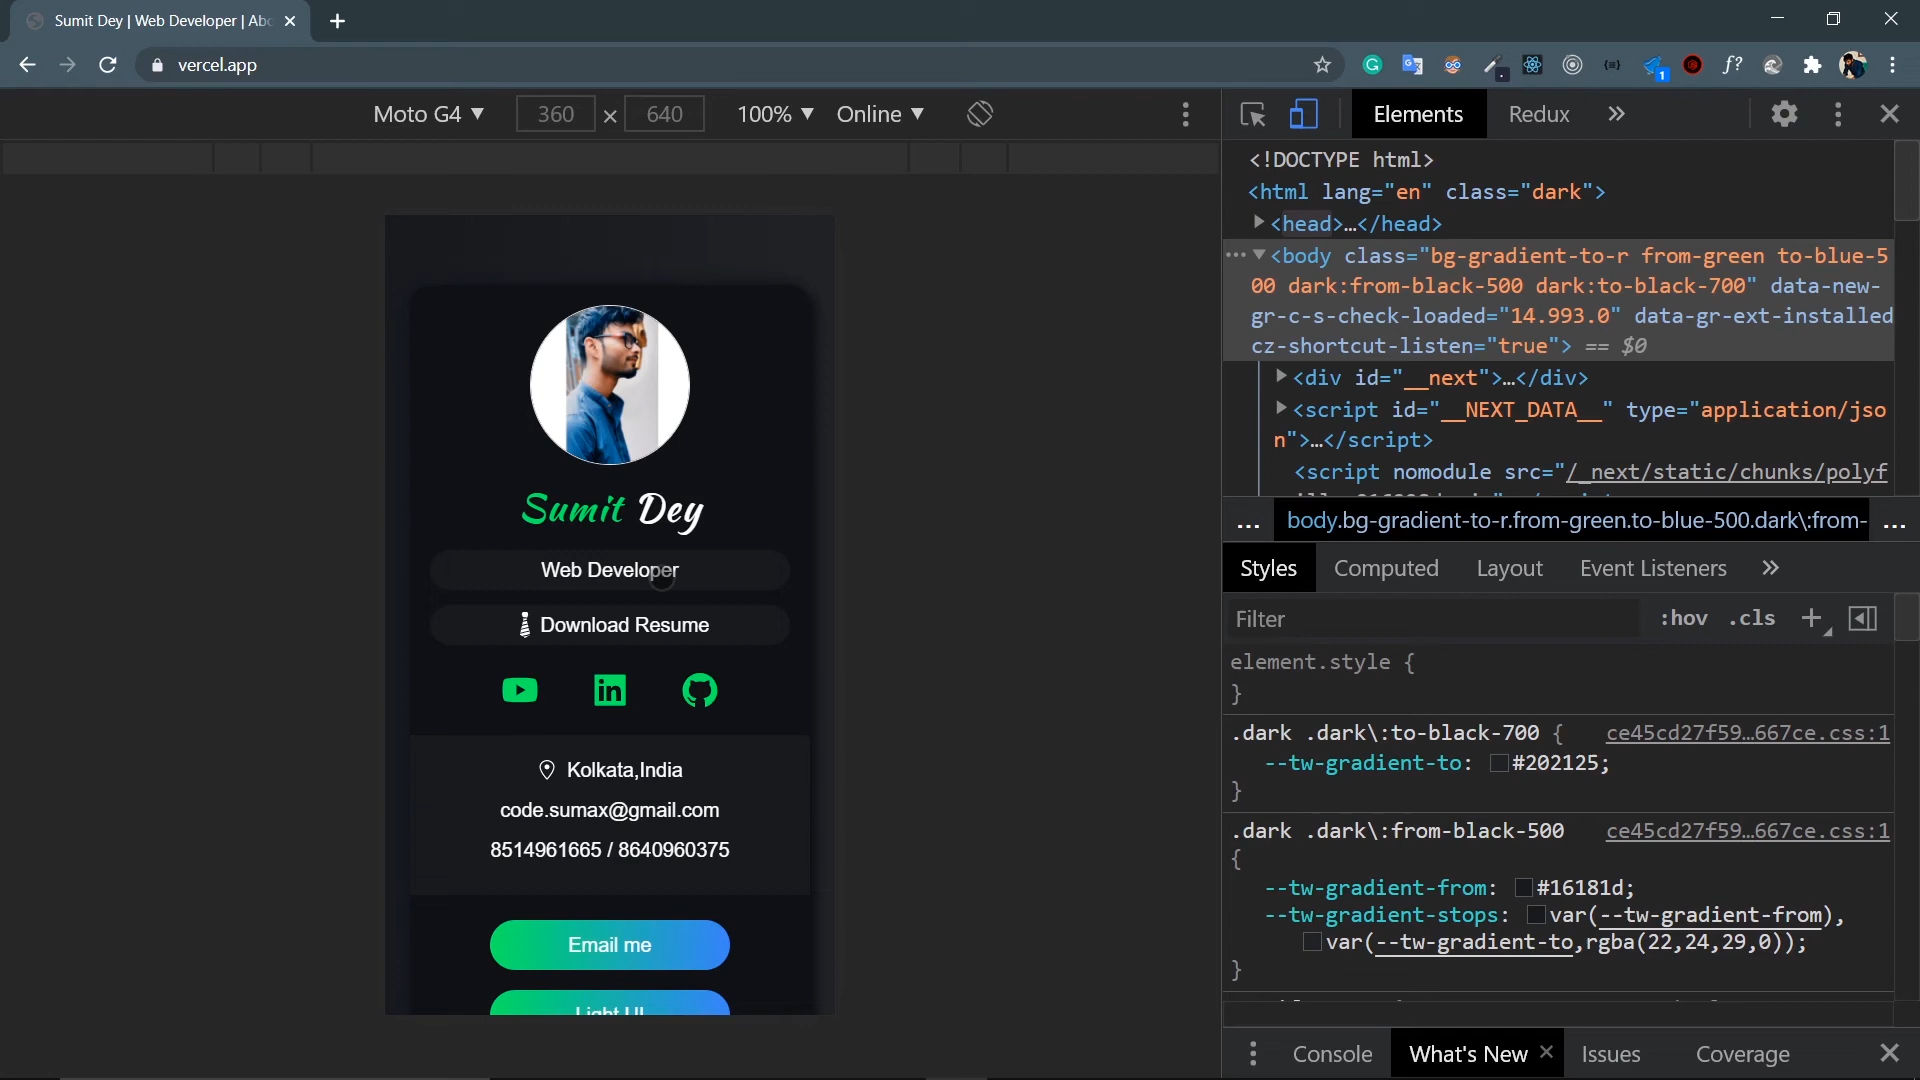 Sumit Dey | Web Developer | Abo
vercel.app
1
f?
Moto G4 ▼ 360 × 640 100% ▼ Online ▼
Elements Redux »
<!DOCTYPE html>
<html lang="en" class="dark">
<head>…</head>
<body class="bg-gradient-to-r from-green to-blue-5
00 dark:from-black-500 dark:to-black-700" data-new-
gr-c-s-check-loaded="14.993.0" data-gr-ext-installed
cz-shortcut-listen="true"> == $0
<div id="__next">…</div>
<script id="__NEXT_DATA__" type="application/jso
n">…</script>
<script nomodule src="/_next/static/chunks/polyf
... body.bg-gradient-to-r.from-green.to-blue-500.dark\:from- ...
Styles Computed Layout Event Listeners »
Filter :hov .cls +
element.style {
}
.dark .dark\:to-black-700 { ce45cd27f59…667ce.css:1
--tw-gradient-to: #202125;
}
.dark .dark\:from-black-500 ce45cd27f59…667ce.css:1
{
--tw-gradient-from: #16181d;
--tw-gradient-stops: var(--tw-gradient-from),
var(--tw-gradient-to,rgba(22,24,29,0));
}
Console What's New × Issues Coverage
Sumit Dey
Web Developer
Download Resume
in
Kolkata,India
code.sumax@gmail.com
8514961665 / 8640960375
Email me
Light UI